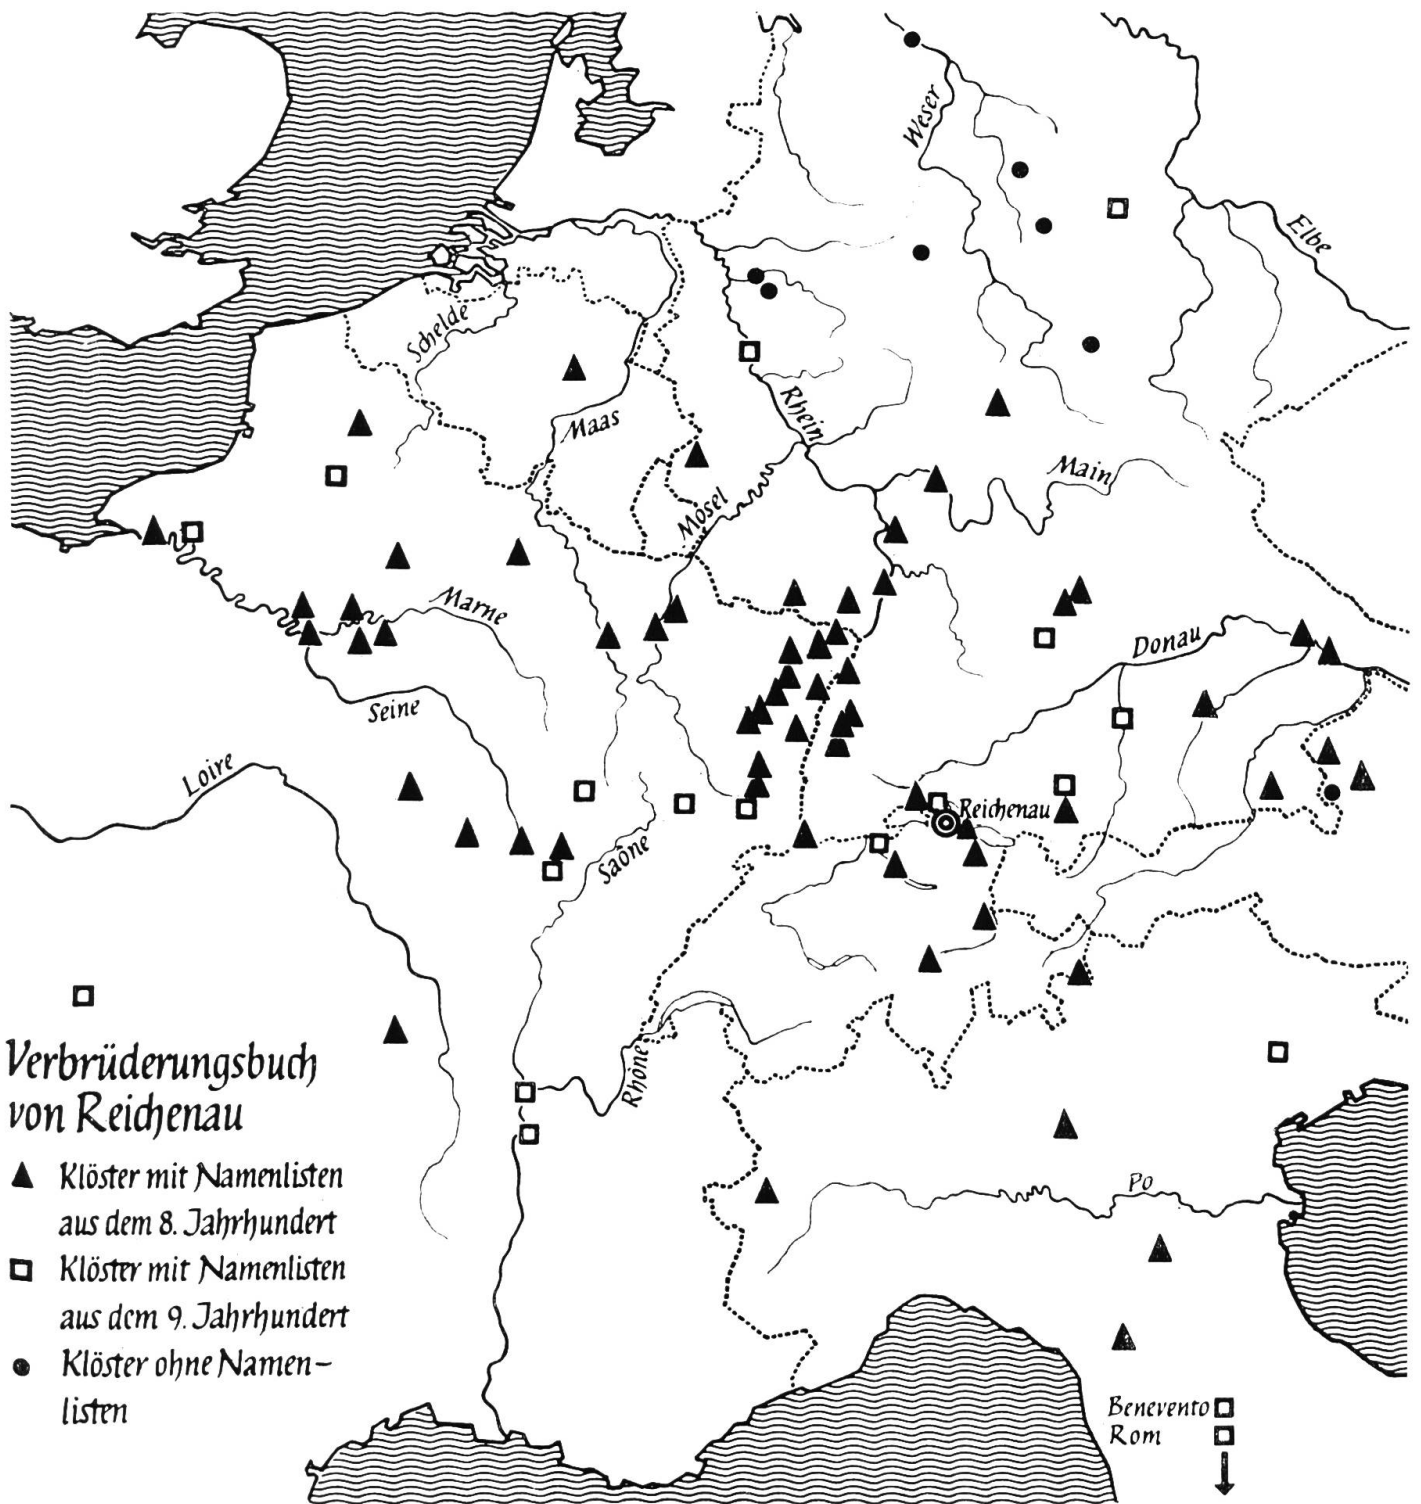 Weser
Elbe
Schelde
Maas
Rhein
Main
Mosel
Marne
Donau
Seine
Loire
Reichenau
Saône
Rhône
Verbrüderungsbuch
von Reichenau
Klöster mit Namenlisten
aus dem 8. Jahrhundert
Klöster mit Namenlisten
aus dem 9. Jahrhundert
Klöster ohne Namen-
listen
Po
Benevento
Rom